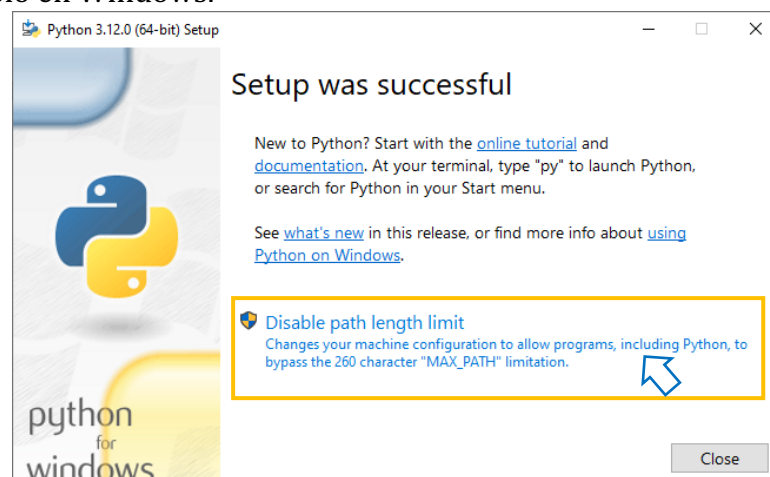 en Windows.
Python 3.12.0 (64-bit) Setup
Setup was successful
New to Python? Start with the online tutorial and
documentation. At your terminal, type "py" to launch Python,
or search for Python in your Start menu.
See what's new in this release, or find more info about using
Python on Windows.
Disable path length limit
Changes your machine configuration to allow programs, including Python, to
bypass the 260 character "MAX_PATH" limitation.
python
for
windows
Close